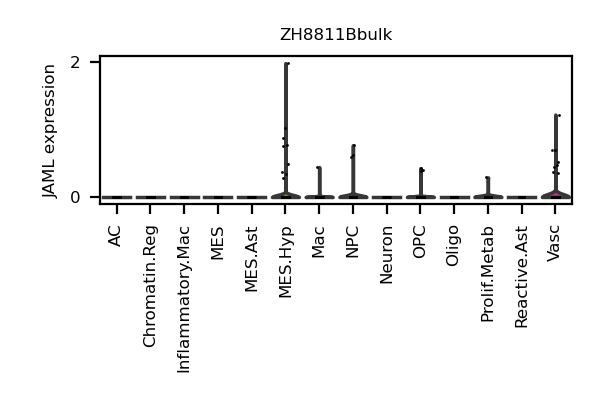 ZH8811Bbulk
JAML expression
2
0
AC
Chromatin.Reg
Inflammatory.Mac
MES
MES.Ast
MES.Hyp
Mac
NPC
Neuron
OPC
Oligo
Prolif.Metab
Reactive.Ast
Vasc